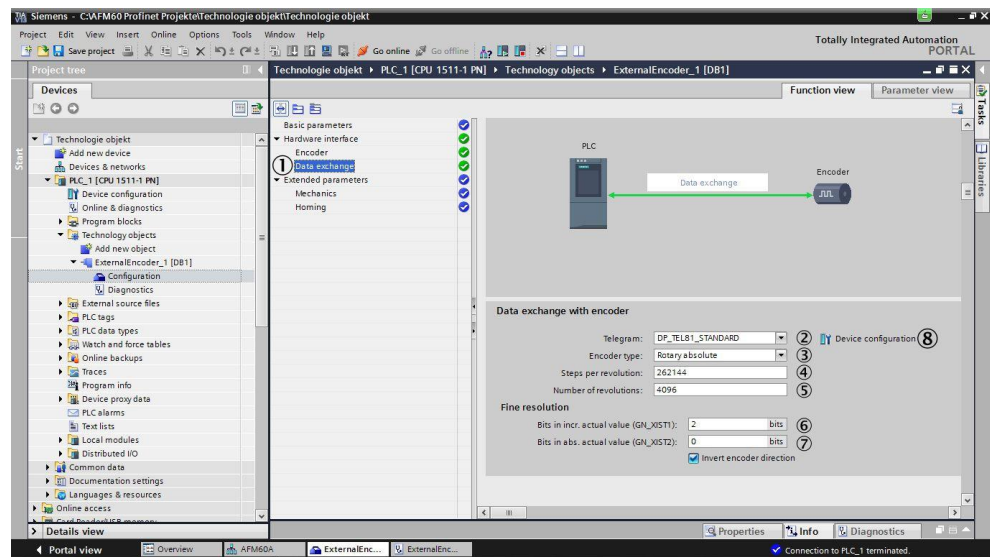 Siemens - C:\AFM60 Profinet Projekte\Technologie objekt\Technologie objekt
Project Edit View Insert Online Options Tools Window Help
Totally Integrated Automation
PORTAL
Save project
Go online
Go offline
Project tree
Technologie objekt ▸ PLC_1 [CPU 1511-1 PN] ▸ Technology objects ▸ ExternalEncoder_1 [DB1]
Devices
Function view
Parameter view
Technologie objekt
Add new device
Devices & networks
PLC_1 [CPU 1511-1 PN]
Device configuration
Online & diagnostics
Program blocks
Technology objects
Add new object
ExternalEncoder_1 [DB1]
Configuration
Diagnostics
External source files
PLC tags
PLC data types
Watch and force tables
Online backups
Traces
Program info
Device proxy data
PLC alarms
Text lists
Local modules
Distributed I/O
Common data
Documentation settings
Languages & resources
Online access
Card Reader/USB memory
Details view
Basic parameters
Hardware interface
Encoder
① Data exchange
Extended parameters
Mechanics
Homing
PLC
Data exchange
Encoder
Data exchange with encoder
Telegram: DP_TEL81_STANDARD ② Device configuration ⑧
Encoder type: Rotary absolute ③
Steps per revolution: 262144 ④
Number of revolutions: 4096 ⑤
Fine resolution
Bits in incr. actual value (GN_XIST1): 2 bits ⑥
Bits in abs. actual value (GN_XIST2): 0 bits ⑦
Invert encoder direction
Start
Tasks
Libraries
Properties
Info
Diagnostics
Portal view
Overview
AFM60A
ExternalEnc...
ExternalEnc...
Connection to PLC_1 terminated.